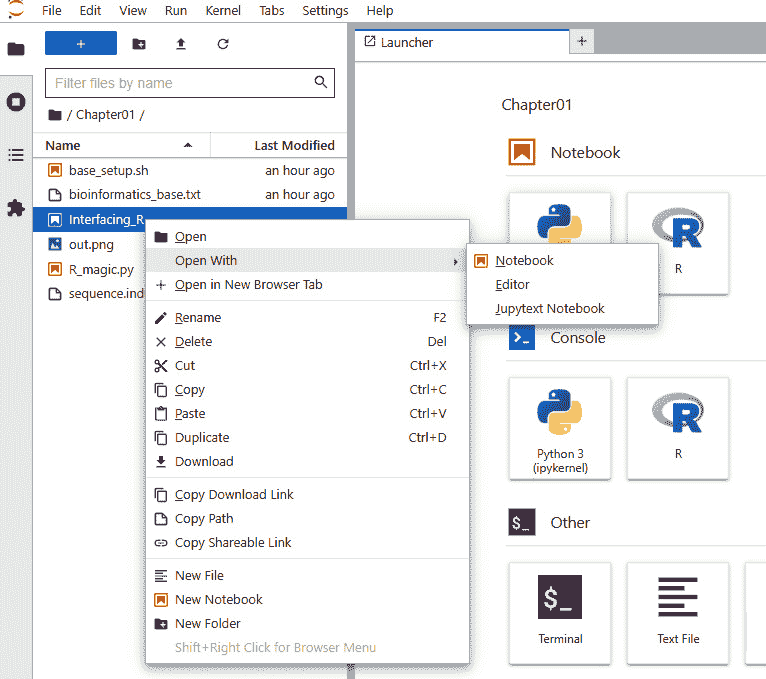 File Edit View Run Kernel Tabs Settings Help
+
Launcher
+
Filter files by name
/ Chapter01 /
Name Last Modified
base_setup.sh an hour ago
bioinformatics_base.txt an hour ago
Interfacing_R
out.png
R_magic.py
sequence.ind
Open
Open With
Open in New Browser Tab
Rename F2
Delete Del
Cut Ctrl+X
Copy Ctrl+C
Paste Ctrl+V
Duplicate Ctrl+D
Download
Copy Download Link
Copy Path
Copy Shareable Link
New File
New Notebook
New Folder
Shift+Right Click for Browser Menu
Notebook
Editor
Jupytext Notebook
Chapter01
Notebook
R
R
>_ Console
Python 3
(ipykernel)
R
R
$_ Other
$_
Terminal
Text File